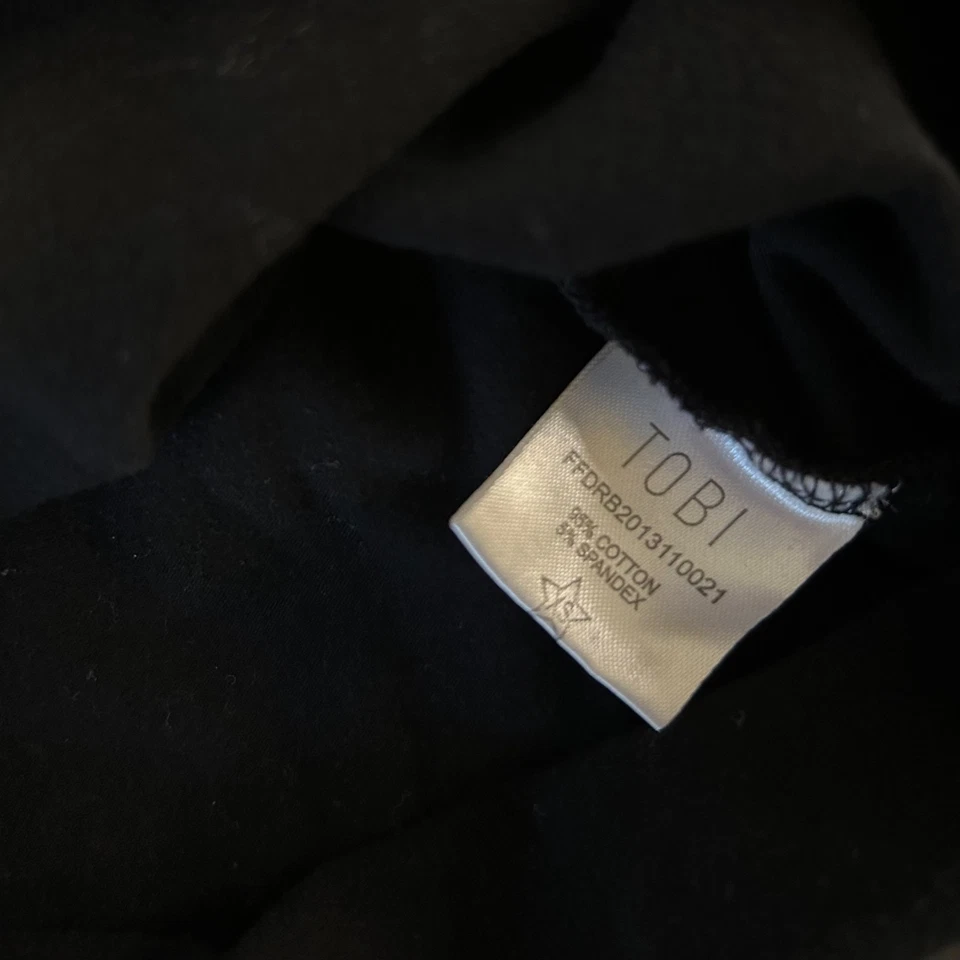 TOBI
FFDRB2013110021
95% COTTON
5% SPANDEX
S